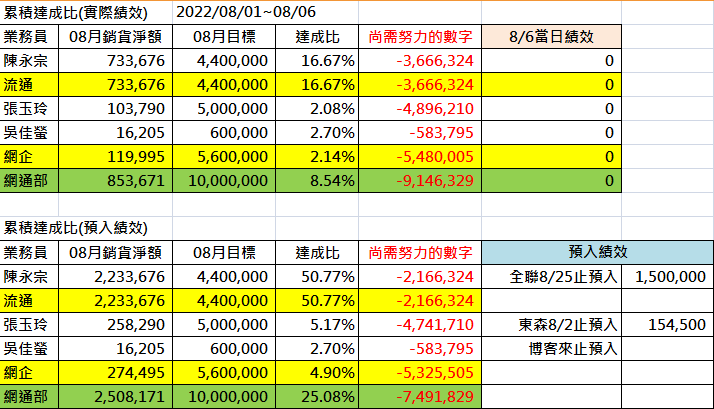 累積達成比(實際績效) 2022/08/01~08/06
業務員 08月銷貨淨額 08月目標 達成比 尚需努力的數字 8/6當日績效
陳永宗 733,676 4,400,000 16.67% -3,666,324 0
流通 733,676 4,400,000 16.67% -3,666,324 0
張玉玲 103,790 5,000,000 2.08% -4,896,210 0
吳佳螢 16,205 600,000 2.70% -583,795 0
網企 119,995 5,600,000 2.14% -5,480,005 0
網通部 853,671 10,000,000 8.54% -9,146,329 0
累積達成比(預入績效)
業務員 08月銷貨淨額 08月目標 達成比 尚需努力的數字 預入績效
陳永宗 2,233,676 4,400,000 50.77% -2,166,324 全聯8/25止預入 1,500,000
流通 2,233,676 4,400,000 50.77% -2,166,324
張玉玲 258,290 5,000,000 5.17% -4,741,710 東森8/2止預入 154,500
吳佳螢 16,205 600,000 2.70% -583,795 博客來止預入
網企 274,495 5,600,000 4.90% -5,325,505
網通部 2,508,171 10,000,000 25.08% -7,491,829